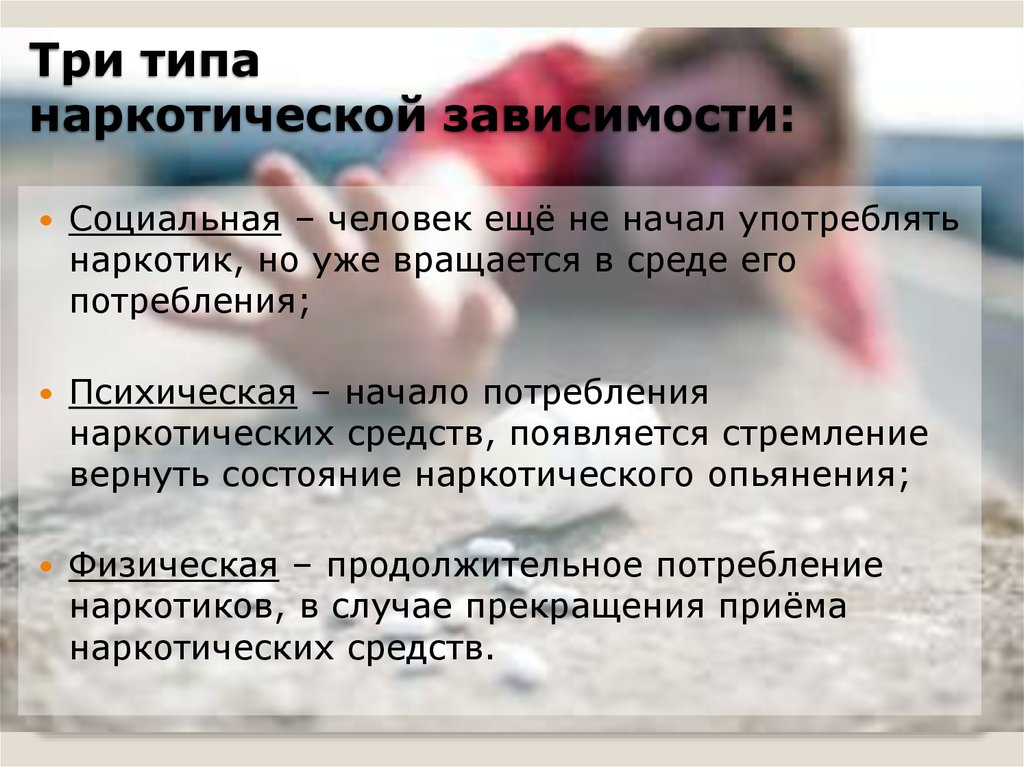 Три типа
наркотической зависимости:
• Социальная – человек ещё не начал употреблять
наркотик, но уже вращается в среде его
потребления;
• Психическая – начало потребления
наркотических средств, появляется стремление
вернуть состояние наркотического опьянения;
• Физическая – продолжительное потребление
наркотиков, в случае прекращения приёма
наркотических средств.